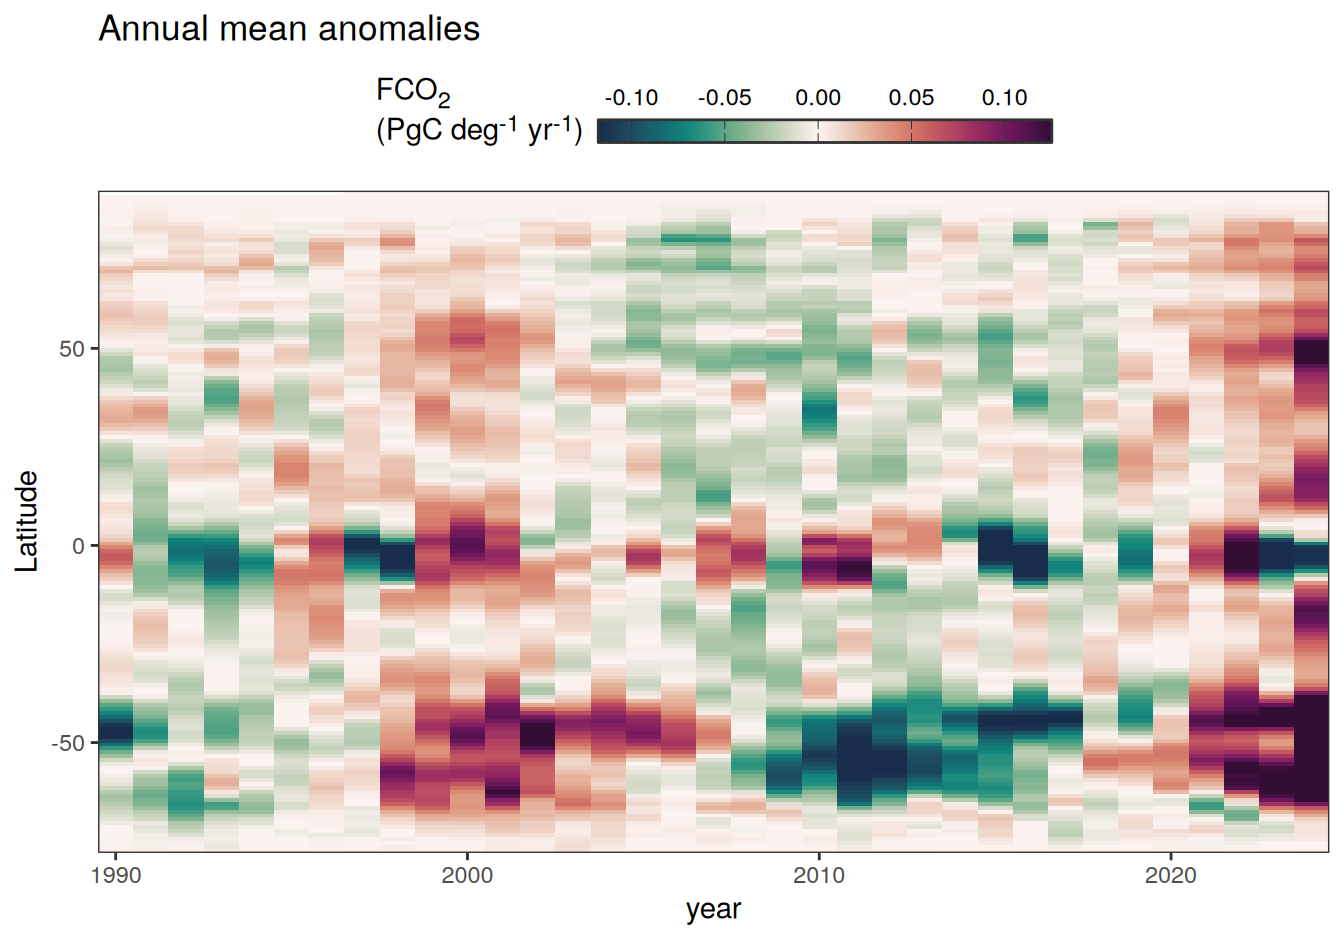 Annual mean anomalies
FCO₂
(PgC deg⁻¹ yr⁻¹)
-0.10 -0.05 0.00 0.05 0.10
Latitude
50
0
-50
1990 2000 2010 2020
year